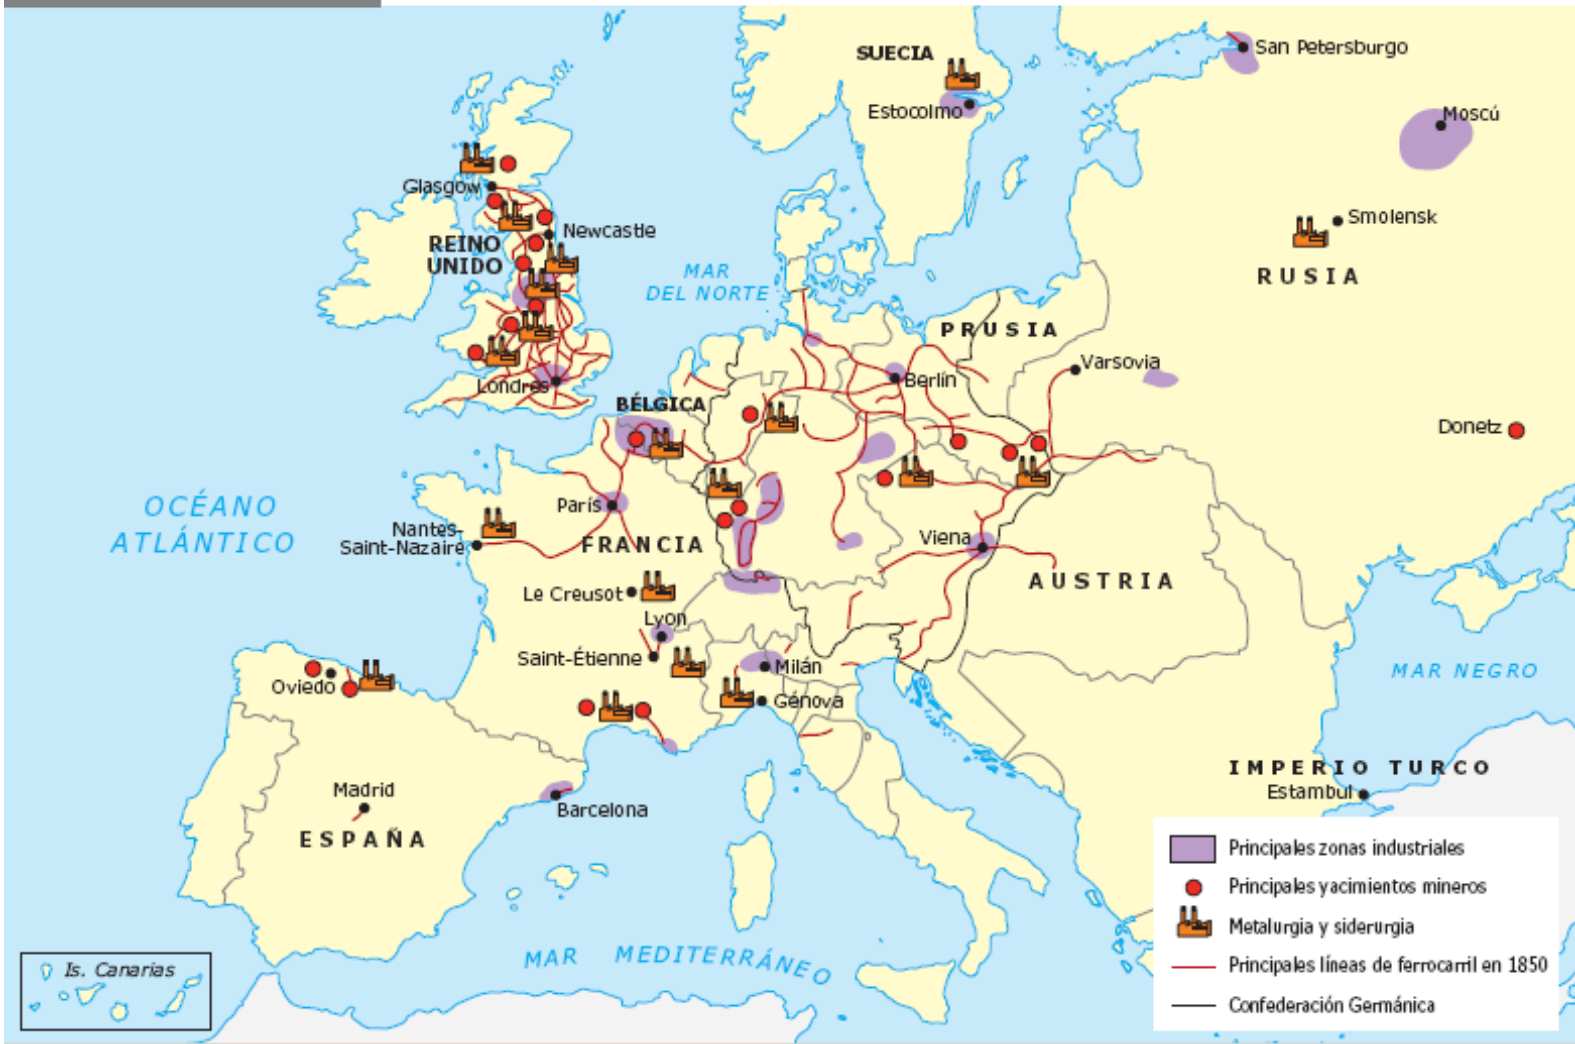 SUECIA
San Petersburgo
Estocolmo
Moscú
Glasgow
Newcastle
Smolensk
REINO
UNIDO
RUSIA
MAR
DEL NORTE
PRUSIA
Varsovia
Londres
Berlín
BÉLGICA
Donetz
OCÉANO
ATLÁNTICO
París
Nantes-
Saint-Nazaire
FRANCIA
Viena
AUSTRIA
Le Creusot
Lyon
Saint-Étienne
Milán
MAR NEGRO
Oviedo
Génova
IMPERIO TURCO
Estambul
Madrid
Barcelona
ESPAÑA
MAR MEDITERRÁNEO
Is. Canarias
Principales zonas industriales
Principales yacimientos mineros
Metalurgia y siderurgia
Principales líneas de ferrocarril en 1850
Confederación Germánica